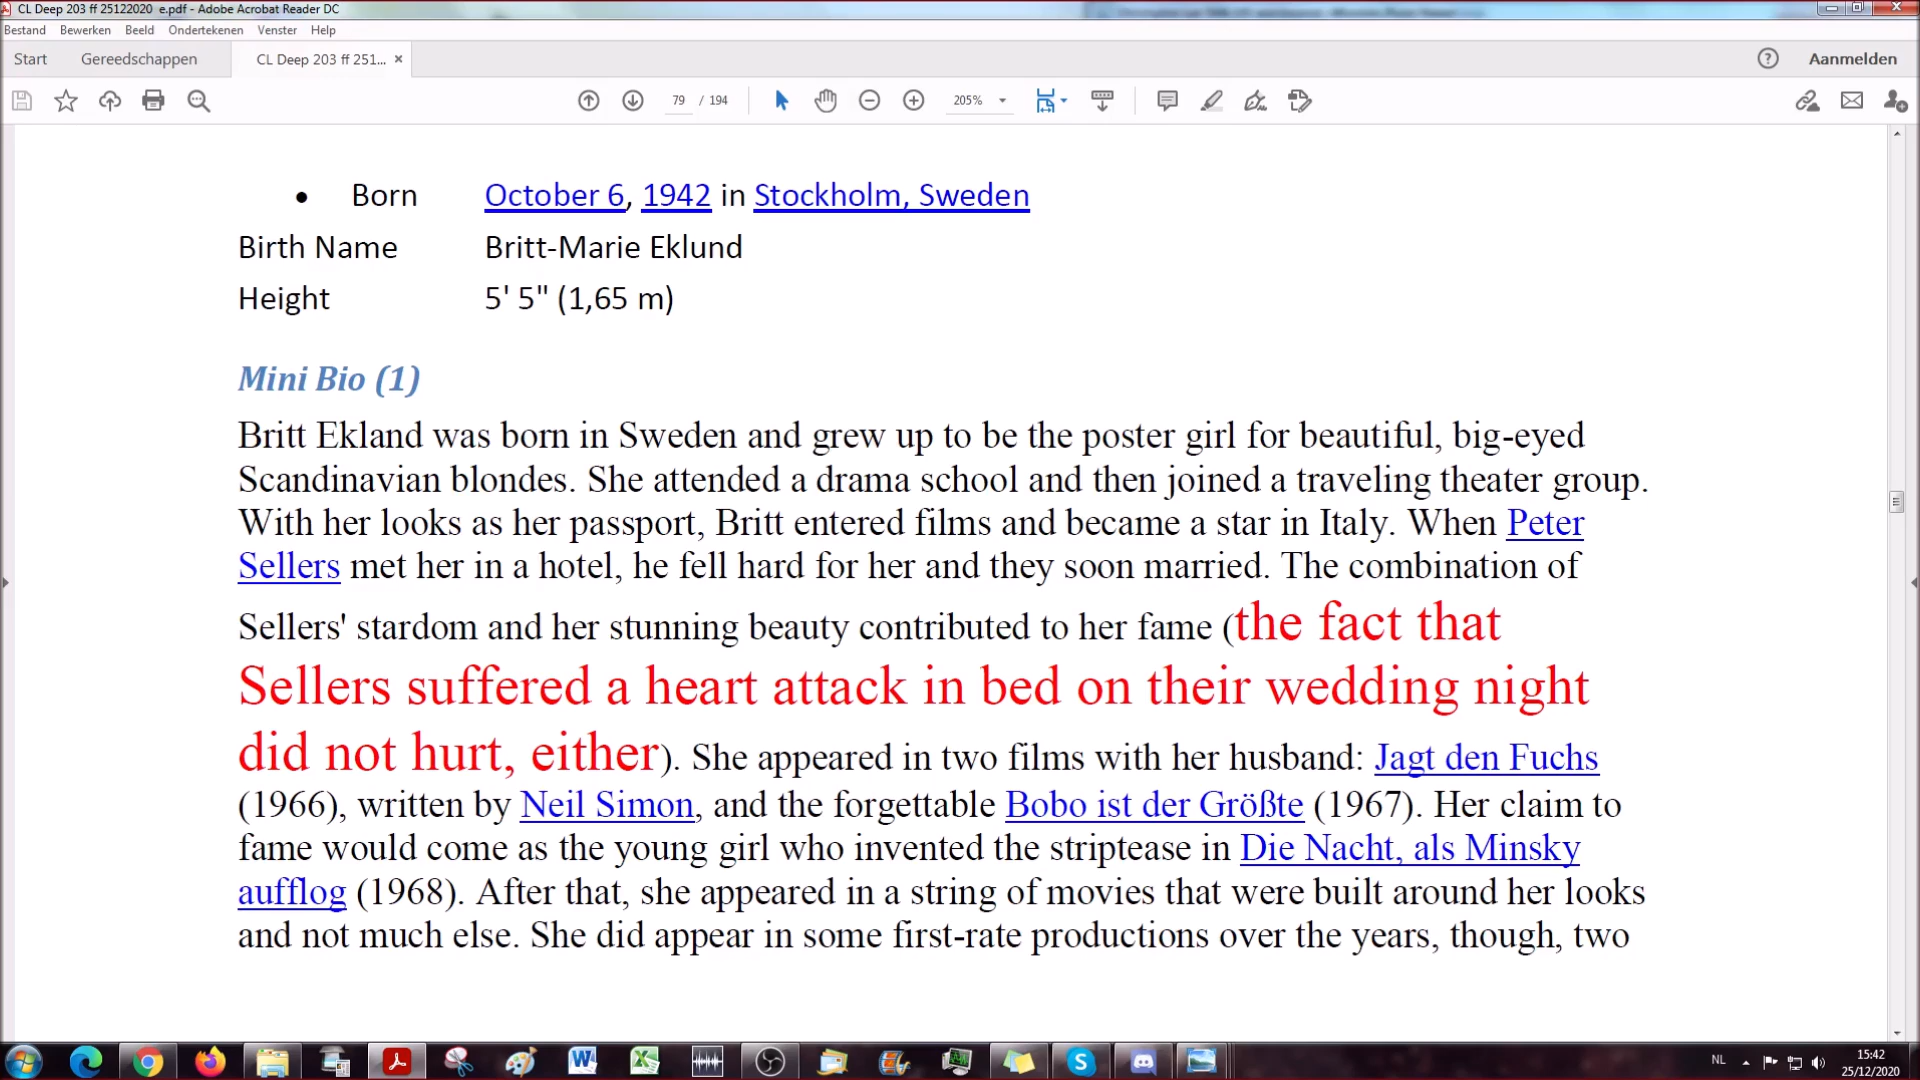 CL Deep 203 ff 25122020  e.pdf - Adobe Acrobat Reader DC
Bestand Bewerken Beeld Ondertekenen Venster Help
Start Gereedschappen CL Deep 203 ff 251... × ? Aanmelden
79 / 194 205%
• Born October 6, 1942 in Stockholm, Sweden
Birth Name Britt-Marie Eklund
Height 5' 5" (1,65 m)
Mini Bio (1)
Britt Ekland was born in Sweden and grew up to be the poster girl for beautiful, big-eyed
Scandinavian blondes. She attended a drama school and then joined a traveling theater group.
With her looks as her passport, Britt entered films and became a star in Italy. When Peter
Sellers met her in a hotel, he fell hard for her and they soon married. The combination of
Sellers' stardom and her stunning beauty contributed to her fame (the fact that
Sellers suffered a heart attack in bed on their wedding night
did not hurt, either). She appeared in two films with her husband: Jagt den Fuchs
(1966), written by Neil Simon, and the forgettable Bobo ist der Größte (1967). Her claim to
fame would come as the young girl who invented the striptease in Die Nacht, als Minsky
aufflog (1968). After that, she appeared in a string of movies that were built around her looks
and not much else. She did appear in some first-rate productions over the years, though, two
NL 15:42
25/12/2020